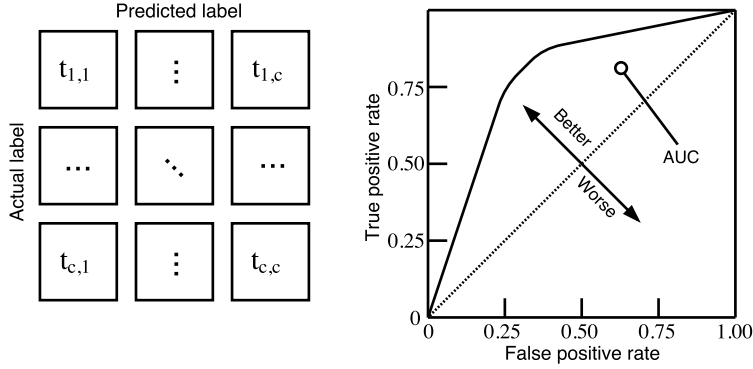 Predicted label
Actual label
t1,1 ⋮ t1,c
⋯ ⋱ ⋯
tc,1 ⋮ tc,c
True positive rate
0.75
0.50
0.25
0
Better
Worse
AUC
0 0.25 0.50 0.75 1.00
False positive rate